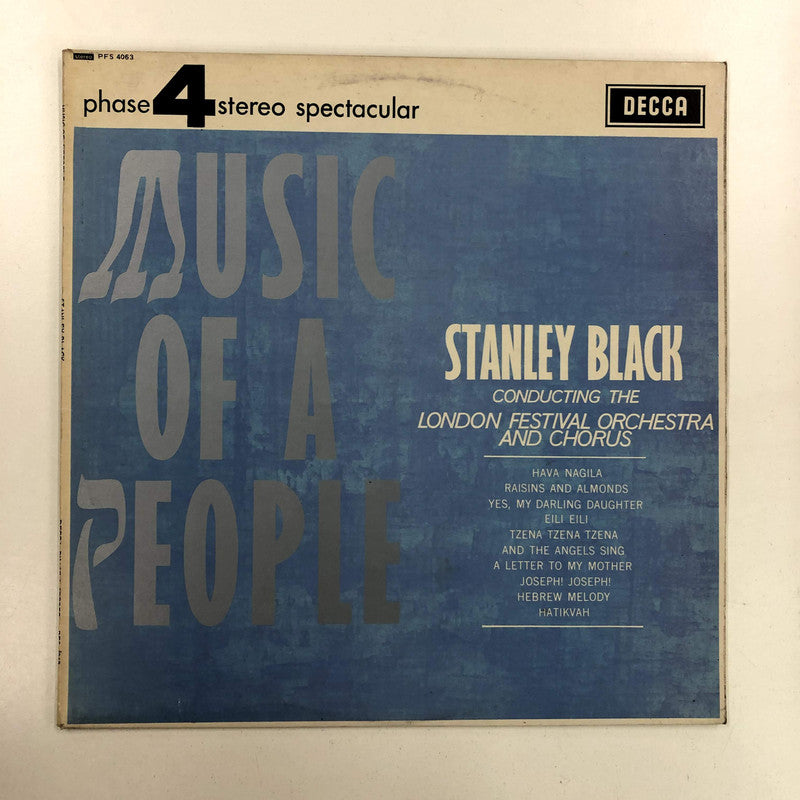 stereo PFS 4063
phase 4 stereo spectacular
DECCA
MUSIC
OF A
PEOPLE
STANLEY BLACK
CONDUCTING THE
LONDON FESTIVAL ORCHESTRA
AND CHORUS
HAVA NAGILA
RAISINS AND ALMONDS
YES, MY DARLING DAUGHTER
EILI EILI
TZENA TZENA TZENA
AND THE ANGELS SING
A LETTER TO MY MOTHER
JOSEPH! JOSEPH!
HEBREW MELODY
HATIKVAH